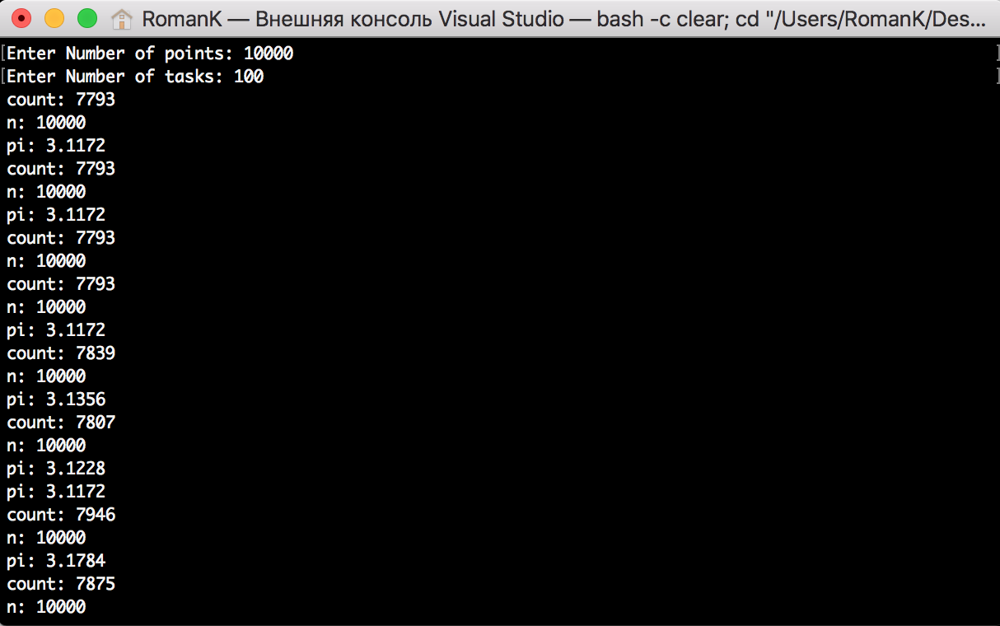 RomanK — Внешняя консоль Visual Studio — bash -c clear; cd "/Users/RomanK/Des...
[Enter Number of points: 10000 ]
[Enter Number of tasks: 100 ]
count: 7793
n: 10000
pi: 3.1172
count: 7793
n: 10000
pi: 3.1172
count: 7793
n: 10000
count: 7793
n: 10000
pi: 3.1172
count: 7839
n: 10000
pi: 3.1356
count: 7807
n: 10000
pi: 3.1228
pi: 3.1172
count: 7946
n: 10000
pi: 3.1784
count: 7875
n: 10000